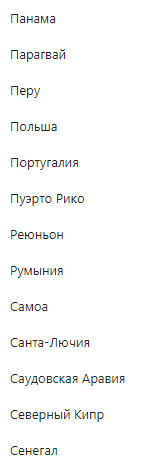 Панама
Парагвай
Перу
Польша
Португалия
Пуэрто Рико
Реюньон
Румыния
Самоа
Санта-Лючия
Саудовская Аравия
Северный Кипр
Сенегал